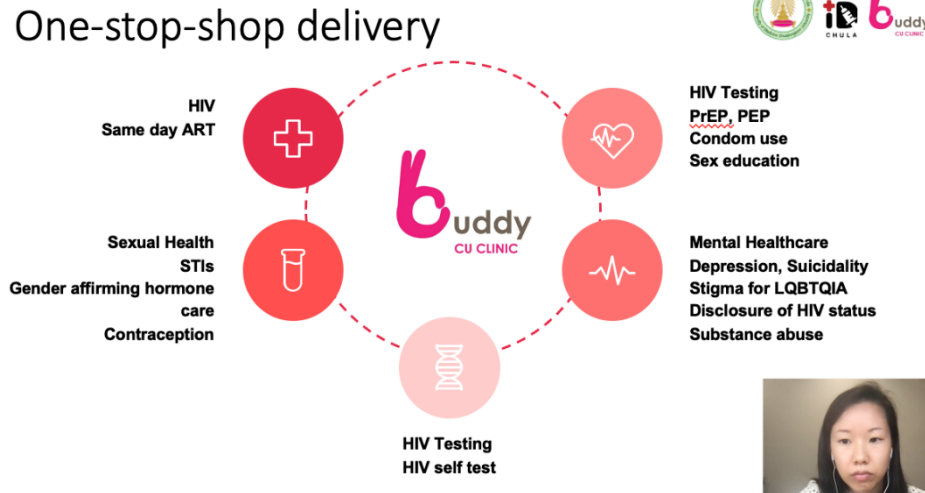 One-stop-shop delivery
CHULA
buddy
CU CLINIC
HIV
Same day ART
HIV Testing
PrEP, PEP
Condom use
Sex education
buddy
CU CLINIC
Sexual Health
STIs
Gender affirming hormone
care
Contraception
Mental Healthcare
Depression, Suicidality
Stigma for LQBTQIA
Disclosure of HIV status
Substance abuse
HIV Testing
HIV self test